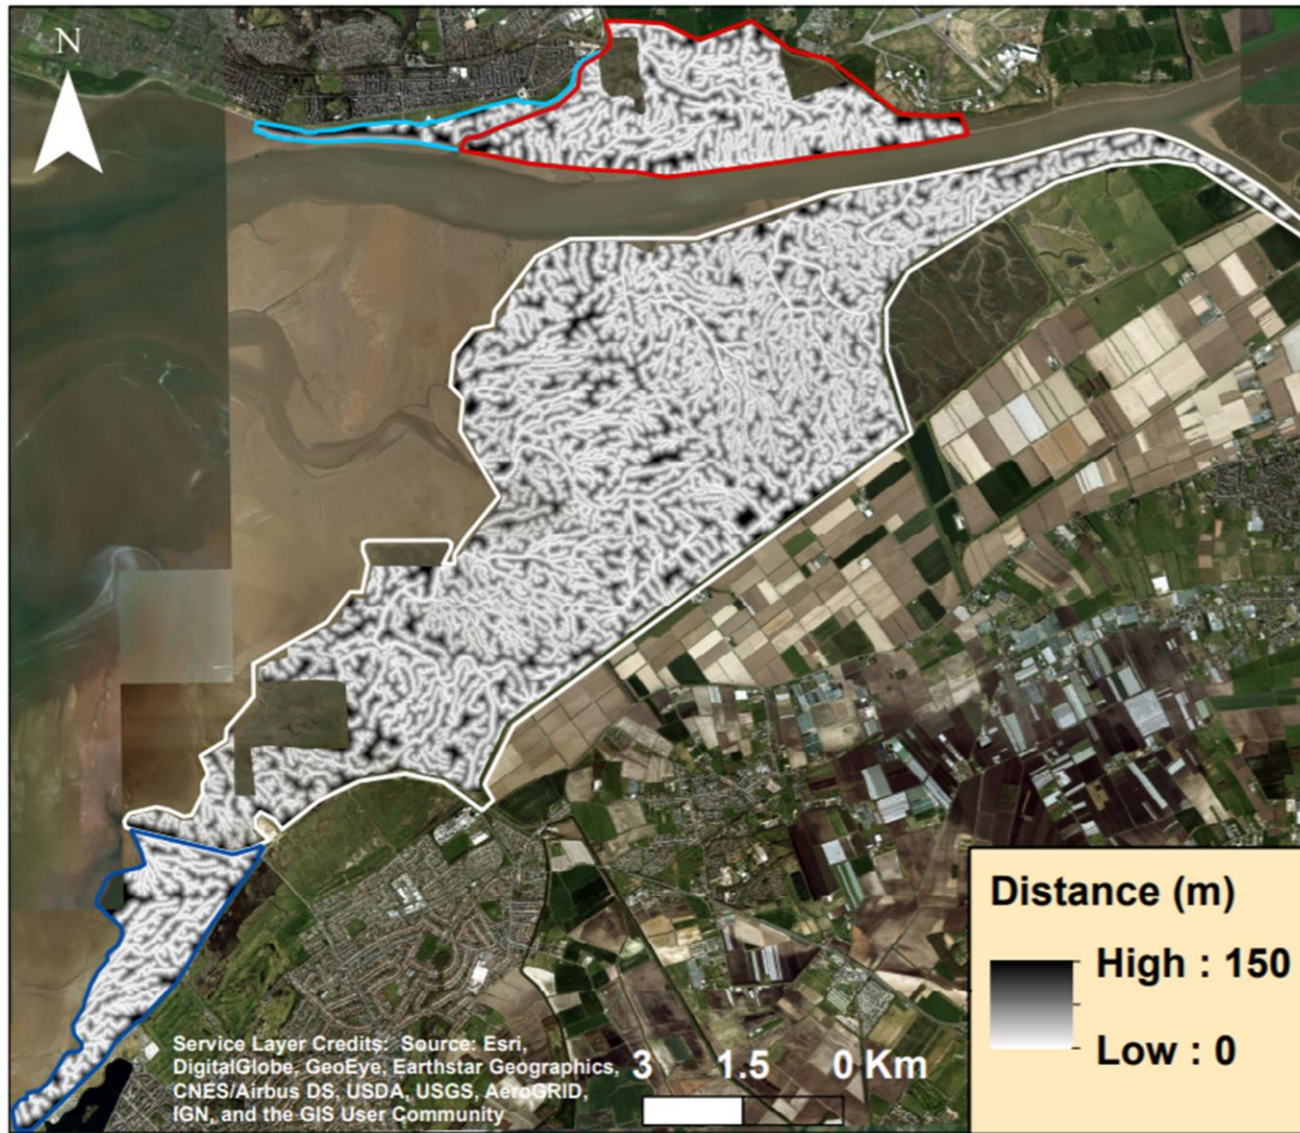 N
Distance (m)
High : 150
Low : 0
Service Layer Credits: Source: Esri,
DigitalGlobe, GeoEye, Earthstar Geographics,
CNES/Airbus DS, USDA, USGS, AeroGRID,
IGN, and the GIS User Community
3 1.5 0 Km